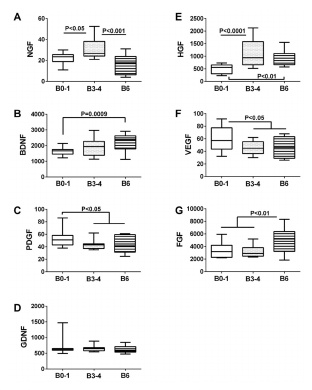 A
NGF
60
40
20
0
P<0.05
P<0.001
B0-1
B3-4
B6
B
BDNF
4000
3000
2000
1000
0
P=0.0009
B0-1
B3-4
B6
C
PDGF
100
80
60
40
20
0
P<0.05
B0-1
B3-4
B6
D
GDNF
2000
1500
1000
500
0
B0-1
B3-4
B6
E
HGF
2500
2000
1500
1000
500
0
P<0.0001
P<0.01
B0-1
B3-4
B6
F
VEGF
100
80
60
40
20
0
P<0.05
B0-1
B3-4
B6
G
FGF
10000
8000
6000
4000
2000
0
P<0.01
B0-1
B3-4
B6